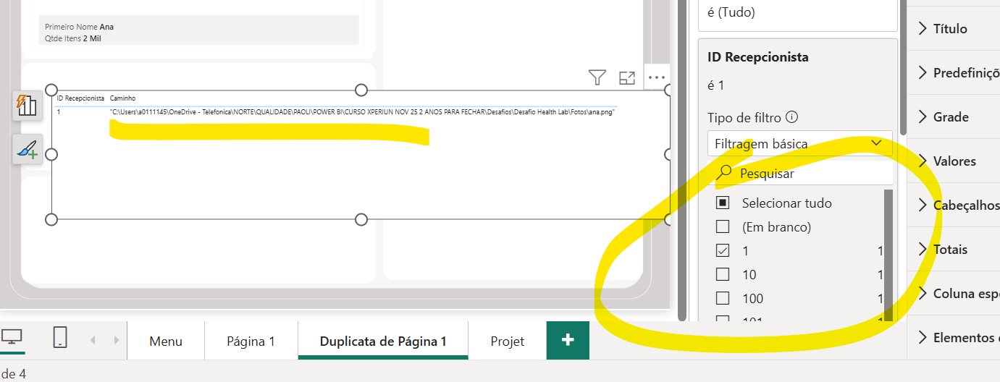 é (Tudo)
Primeiro Nome Ana
Qtde Itens 2 Mil
ID Recepcionista Caminho
1 "C:\Users\a0111145\OneDrive - Telefonica\NORTE\QUALIDADE\PAOLI\POWER BI\CURSO XPERIUN NOV 25 2 ANOS PARA FECHAR\Desafios\Desafio Health Lab\Fotos\ana.png"
ID Recepcionista
é 1
Tipo de filtro
Filtragem básica
Pesquisar
Selecionar tudo
(Em branco)
1 1
10 1
100 1
Título
Predefiniçõ
Grade
Valores
Cabeçalhos
Totais
Coluna espe
Elementos
Menu
Página 1
Duplicata de Página 1
Projet
de 4